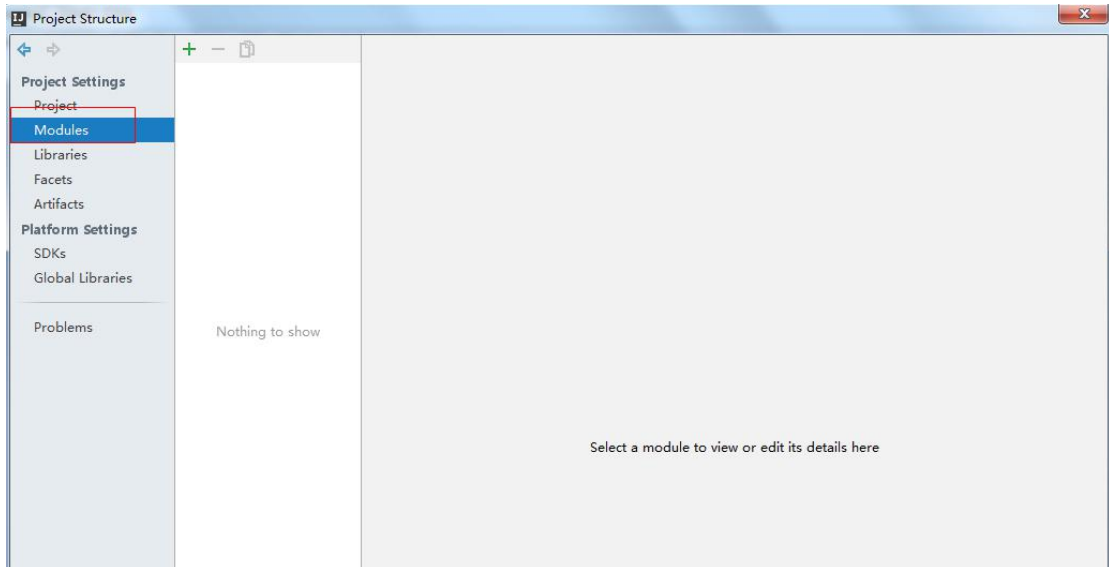 Project Structure
Project Settings
Project
Modules
Libraries
Facets
Artifacts
Platform Settings
SDKs
Global Libraries
Problems
Nothing to show
Select a module to view or edit its details here